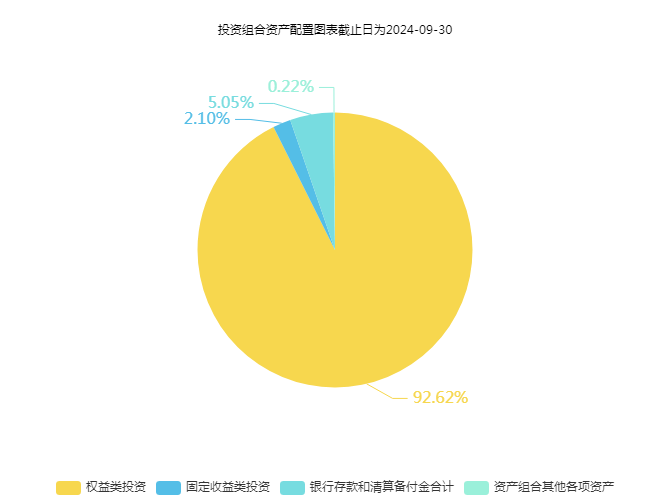 投资组合资产配置图表截止日为2024-09-30
0.22%
5.05%
2.10%
92.62%
权益类投资 固定收益类投资 银行存款和清算备付金合计 资产组合其他各项资产